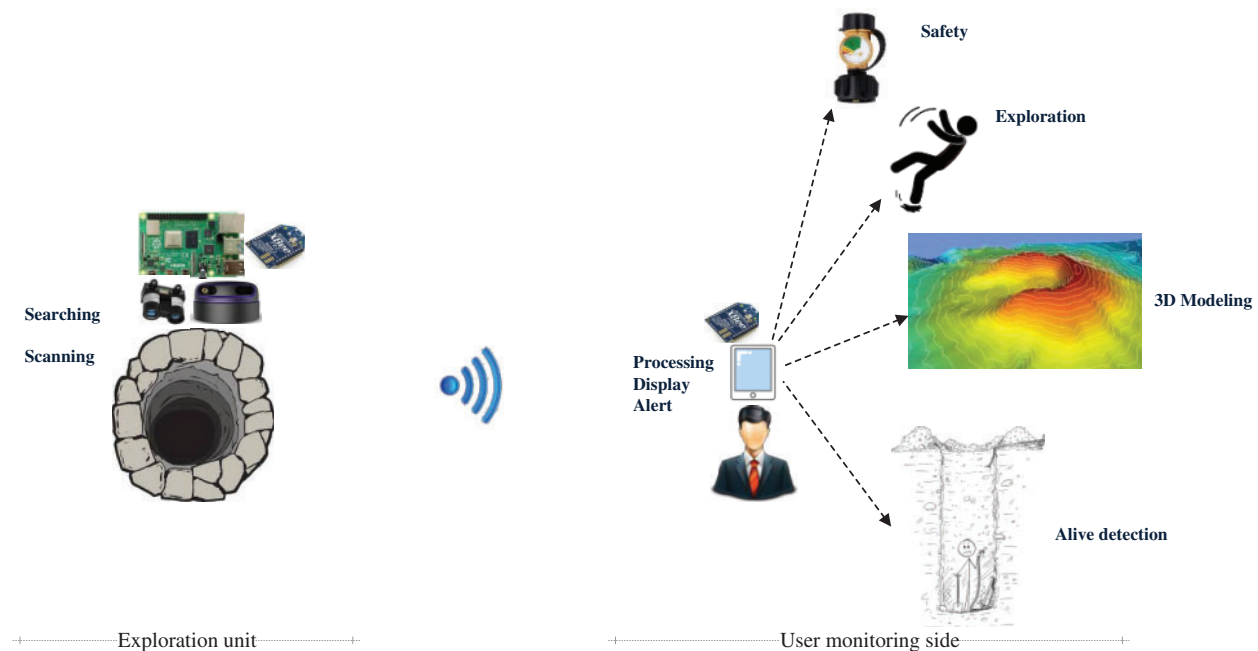 Safety
Exploration
Searching
Scanning
3D Modeling
Processing
Display
Alert
Alive detection
Exploration unit
User monitoring side